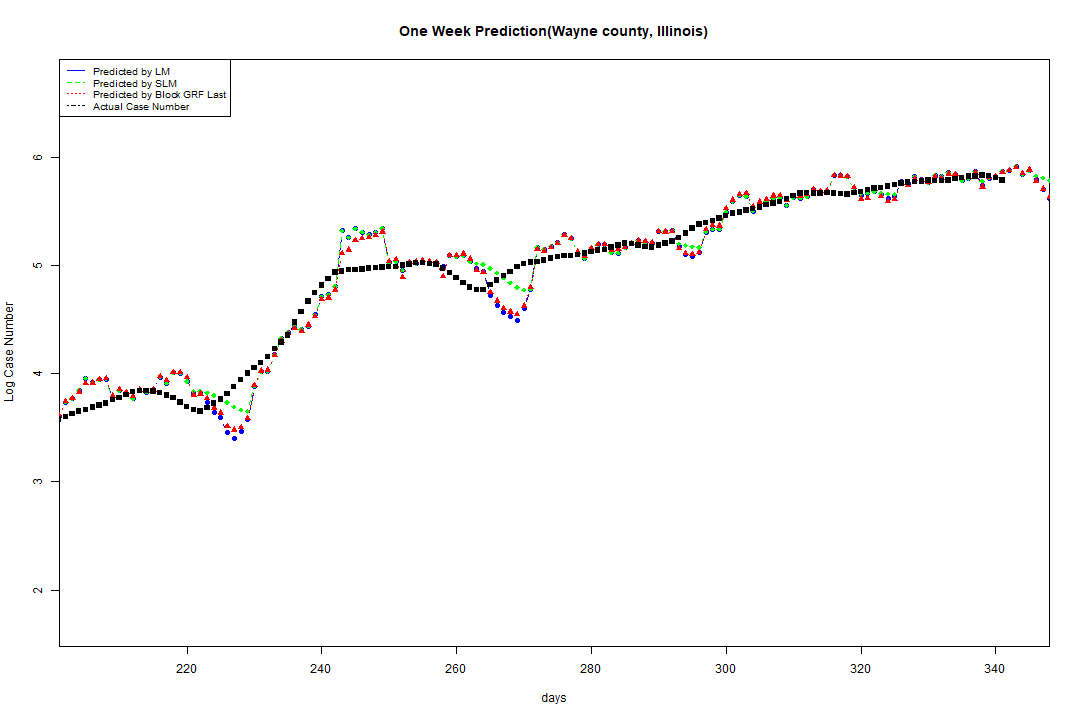 One Week Prediction(Wayne county, Illinois)
Predicted by LM
Predicted by SLM
Predicted by Block GRF Last
Actual Case Number
6
5
4
3
2
Log Case Number
220 240 260 280 300 320 340
days